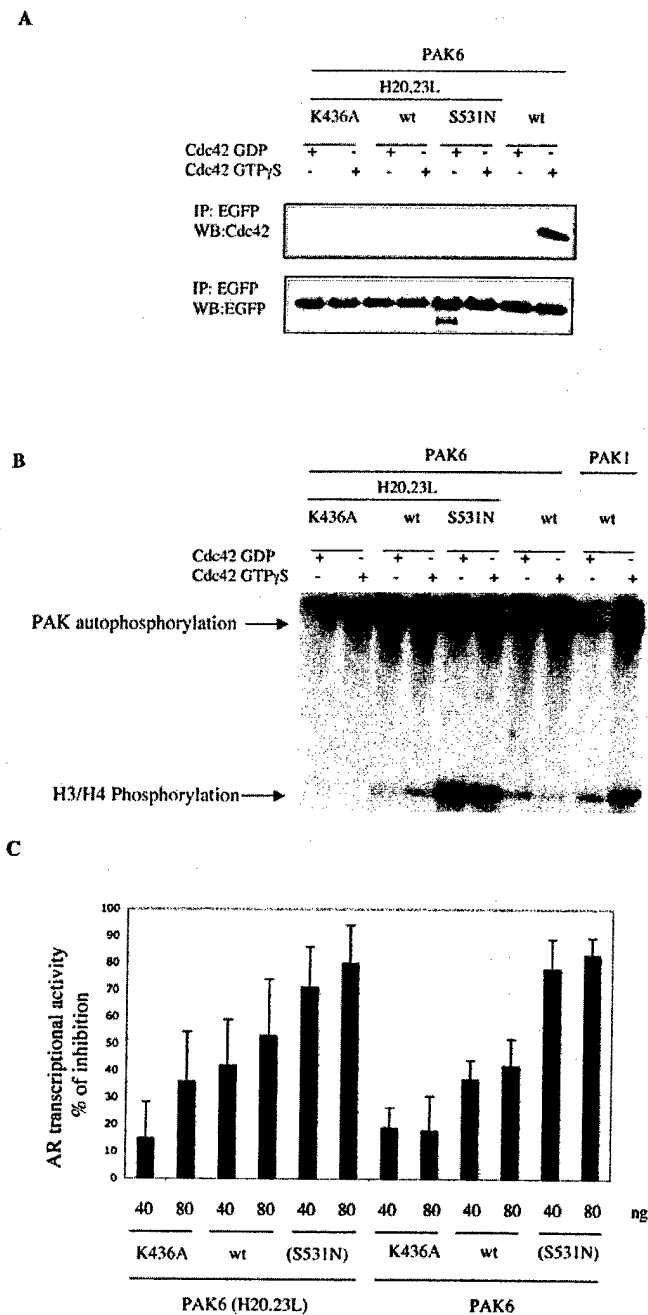 A
PAK6
H20,23L
K436A wt S531N wt
Cdc42 GDP + - + - + - + -
Cdc42 GTPγS - + - + - + - +
IP: EGFP
WB:Cdc42
IP: EGFP
WB:EGFP
B
PAK6 PAK1
H20,23L
K436A wt S531N wt wt
Cdc42 GDP + - + - + - + - + -
Cdc42 GTPγS - + - + - + - + - +
PAK autophosphorylation
H3/H4 Phosphorylation
C
100
90
80
70
60
50
40
30
20
10
0
AR transcriptional activity
% of inhibition
40 80 40 80 40 80 40 80 40 80 40 80 ng
K436A wt (S531N) K436A wt (S531N)
PAK6 (H20.23L) PAK6